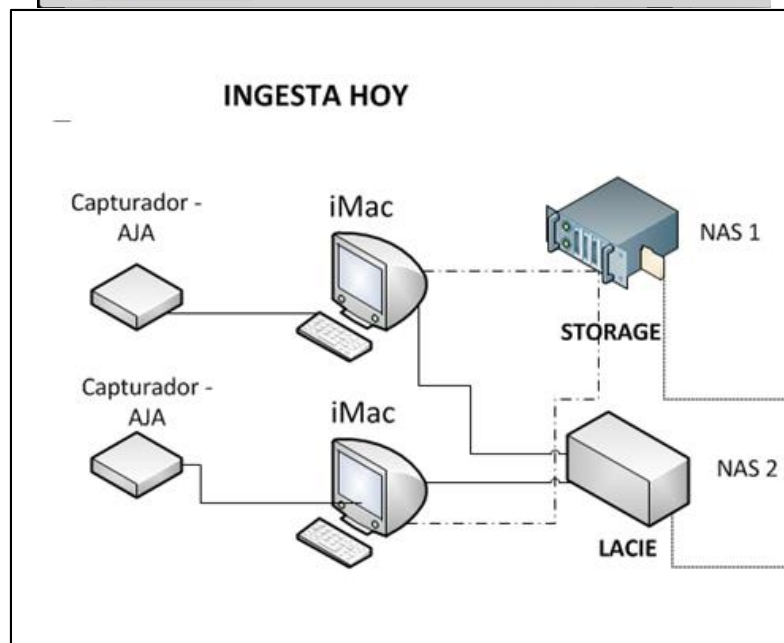 INGESTA HOY
Capturador -
AJA
iMac
NAS 1
STORAGE
Capturador -
AJA
iMac
NAS 2
LACIE